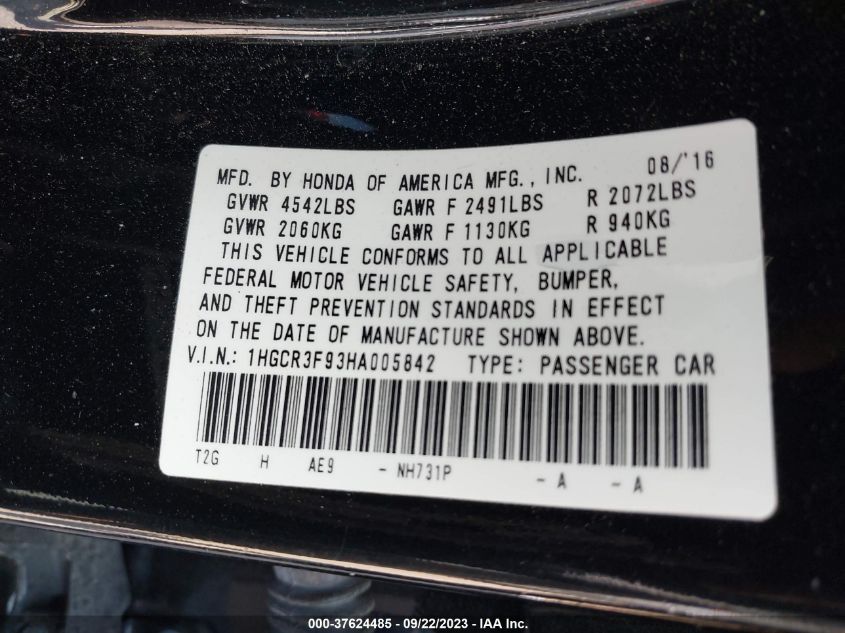 MFD. BY HONDA OF AMERICA MFG., INC. 08/'16
GVWR 4542LBS GAWR F 2491LBS R 2072LBS
GVWR 2060KG GAWR F 1130KG R 940KG
THIS VEHICLE CONFORMS TO ALL APPLICABLE
FEDERAL MOTOR VEHICLE SAFETY, BUMPER,
AND THEFT PREVENTION STANDARDS IN EFFECT
ON THE DATE OF MANUFACTURE SHOWN ABOVE.
V.I.N.: 1HGCR3F93HA005842 TYPE: PASSENGER CAR
T2G H AE9 - NH731P - A - A
000-37624485 - 09/22/2023 - IAA Inc.